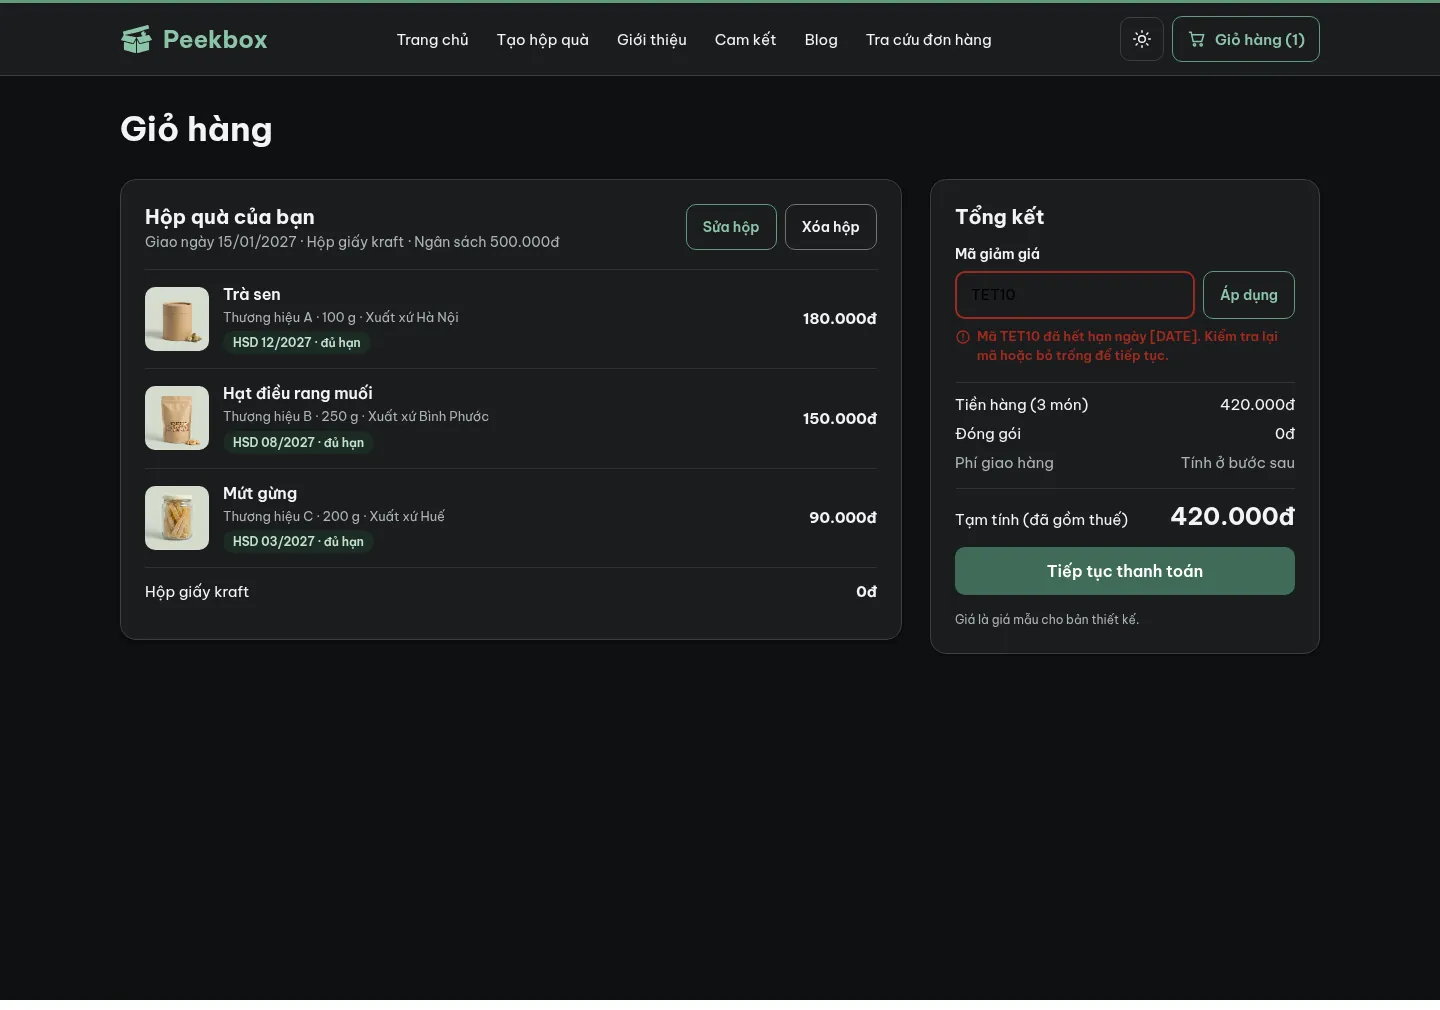 Peekbox
Trang chủ
Tạo hộp quà
Giới thiệu
Cam kết
Blog
Tra cứu đơn hàng
Giỏ hàng (1)
Giỏ hàng
Hộp quà của bạn
Giao ngày 15/01/2027 · Hộp giấy kraft · Ngân sách 500.000đ
Sửa hộp
Xóa hộp
Trà sen
Thương hiệu A · 100 g · Xuất xứ Hà Nội
HSD 12/2027 · đủ hạn
180.000đ
Hạt điều rang muối
Thương hiệu B · 250 g · Xuất xứ Bình Phước
HSD 08/2027 · đủ hạn
150.000đ
Mứt gừng
Thương hiệu C · 200 g · Xuất xứ Huế
HSD 03/2027 · đủ hạn
90.000đ
Hộp giấy kraft
0đ
Tổng kết
Mã giảm giá
TET10
Áp dụng
Mã TET10 đã hết hạn ngày [DATE]. Kiểm tra lại
mã hoặc bỏ trống để tiếp tục.
Tiền hàng (3 món)
420.000đ
Đóng gói
0đ
Phí giao hàng
Tính ở bước sau
Tạm tính (đã gồm thuế)
420.000đ
Tiếp tục thanh toán
Giá là giá mẫu cho bản thiết kế.